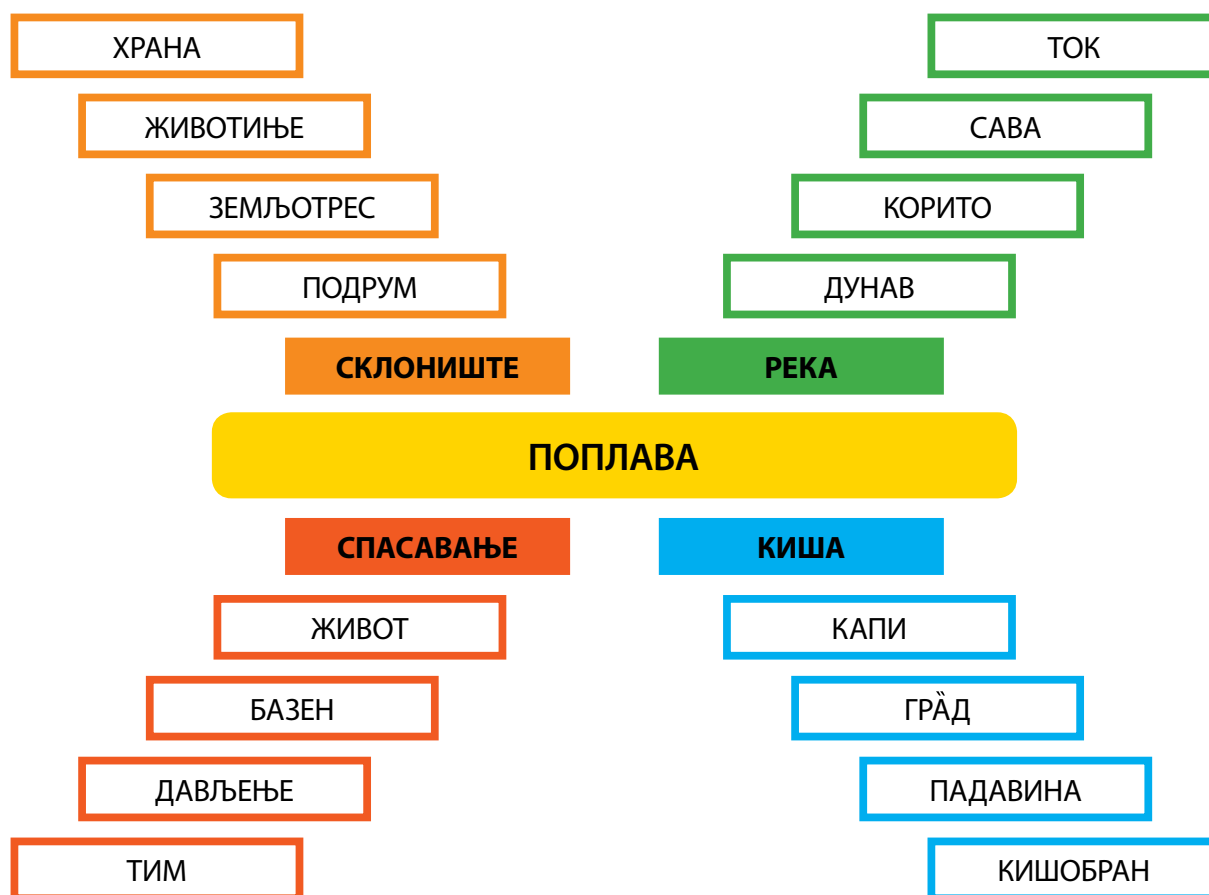 ХРАНА
ТОК
ЖИВОТИЊЕ
САВА
ЗЕМЉОТРЕС
КОРИТО
ПОДРУМ
ДУНАВ
СКЛОНИШТЕ
РЕКА
ПОПЛАВА
СПАСАВАЊЕ
КИША
ЖИВОТ
КАПИ
БАЗЕН
ГРА̏Д
ДАВЉЕЊЕ
ПАДАВИНА
ТИМ
КИШОБРАН